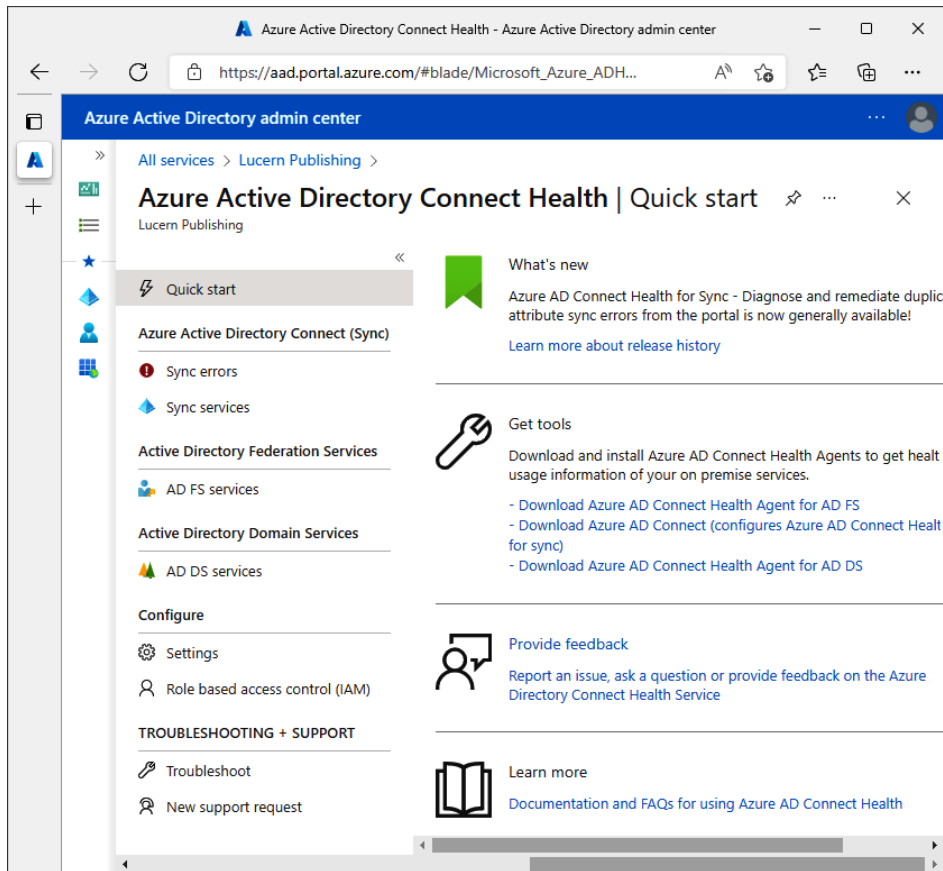 Azure Active Directory Connect Health - Azure Active Directory admin center
https://aad.portal.azure.com/#blade/Microsoft_Azure_ADH...
Azure Active Directory admin center
All services > Lucern Publishing >
Azure Active Directory Connect Health | Quick start
Lucern Publishing
Quick start
Azure Active Directory Connect (Sync)
Sync errors
Sync services
Active Directory Federation Services
AD FS services
Active Directory Domain Services
AD DS services
Configure
Settings
Role based access control (IAM)
TROUBLESHOOTING + SUPPORT
Troubleshoot
New support request
What's new
Azure AD Connect Health for Sync - Diagnose and remediate duplic
attribute sync errors from the portal is now generally available!
Learn more about release history
Get tools
Download and install Azure AD Connect Health Agents to get healt
usage information of your on premise services.
- Download Azure AD Connect Health Agent for AD FS
- Download Azure AD Connect (configures Azure AD Connect Healt
for sync)
- Download Azure AD Connect Health Agent for AD DS
Provide feedback
Report an issue, ask a question or provide feedback on the Azure
Directory Connect Health Service
Learn more
Documentation and FAQs for using Azure AD Connect Health